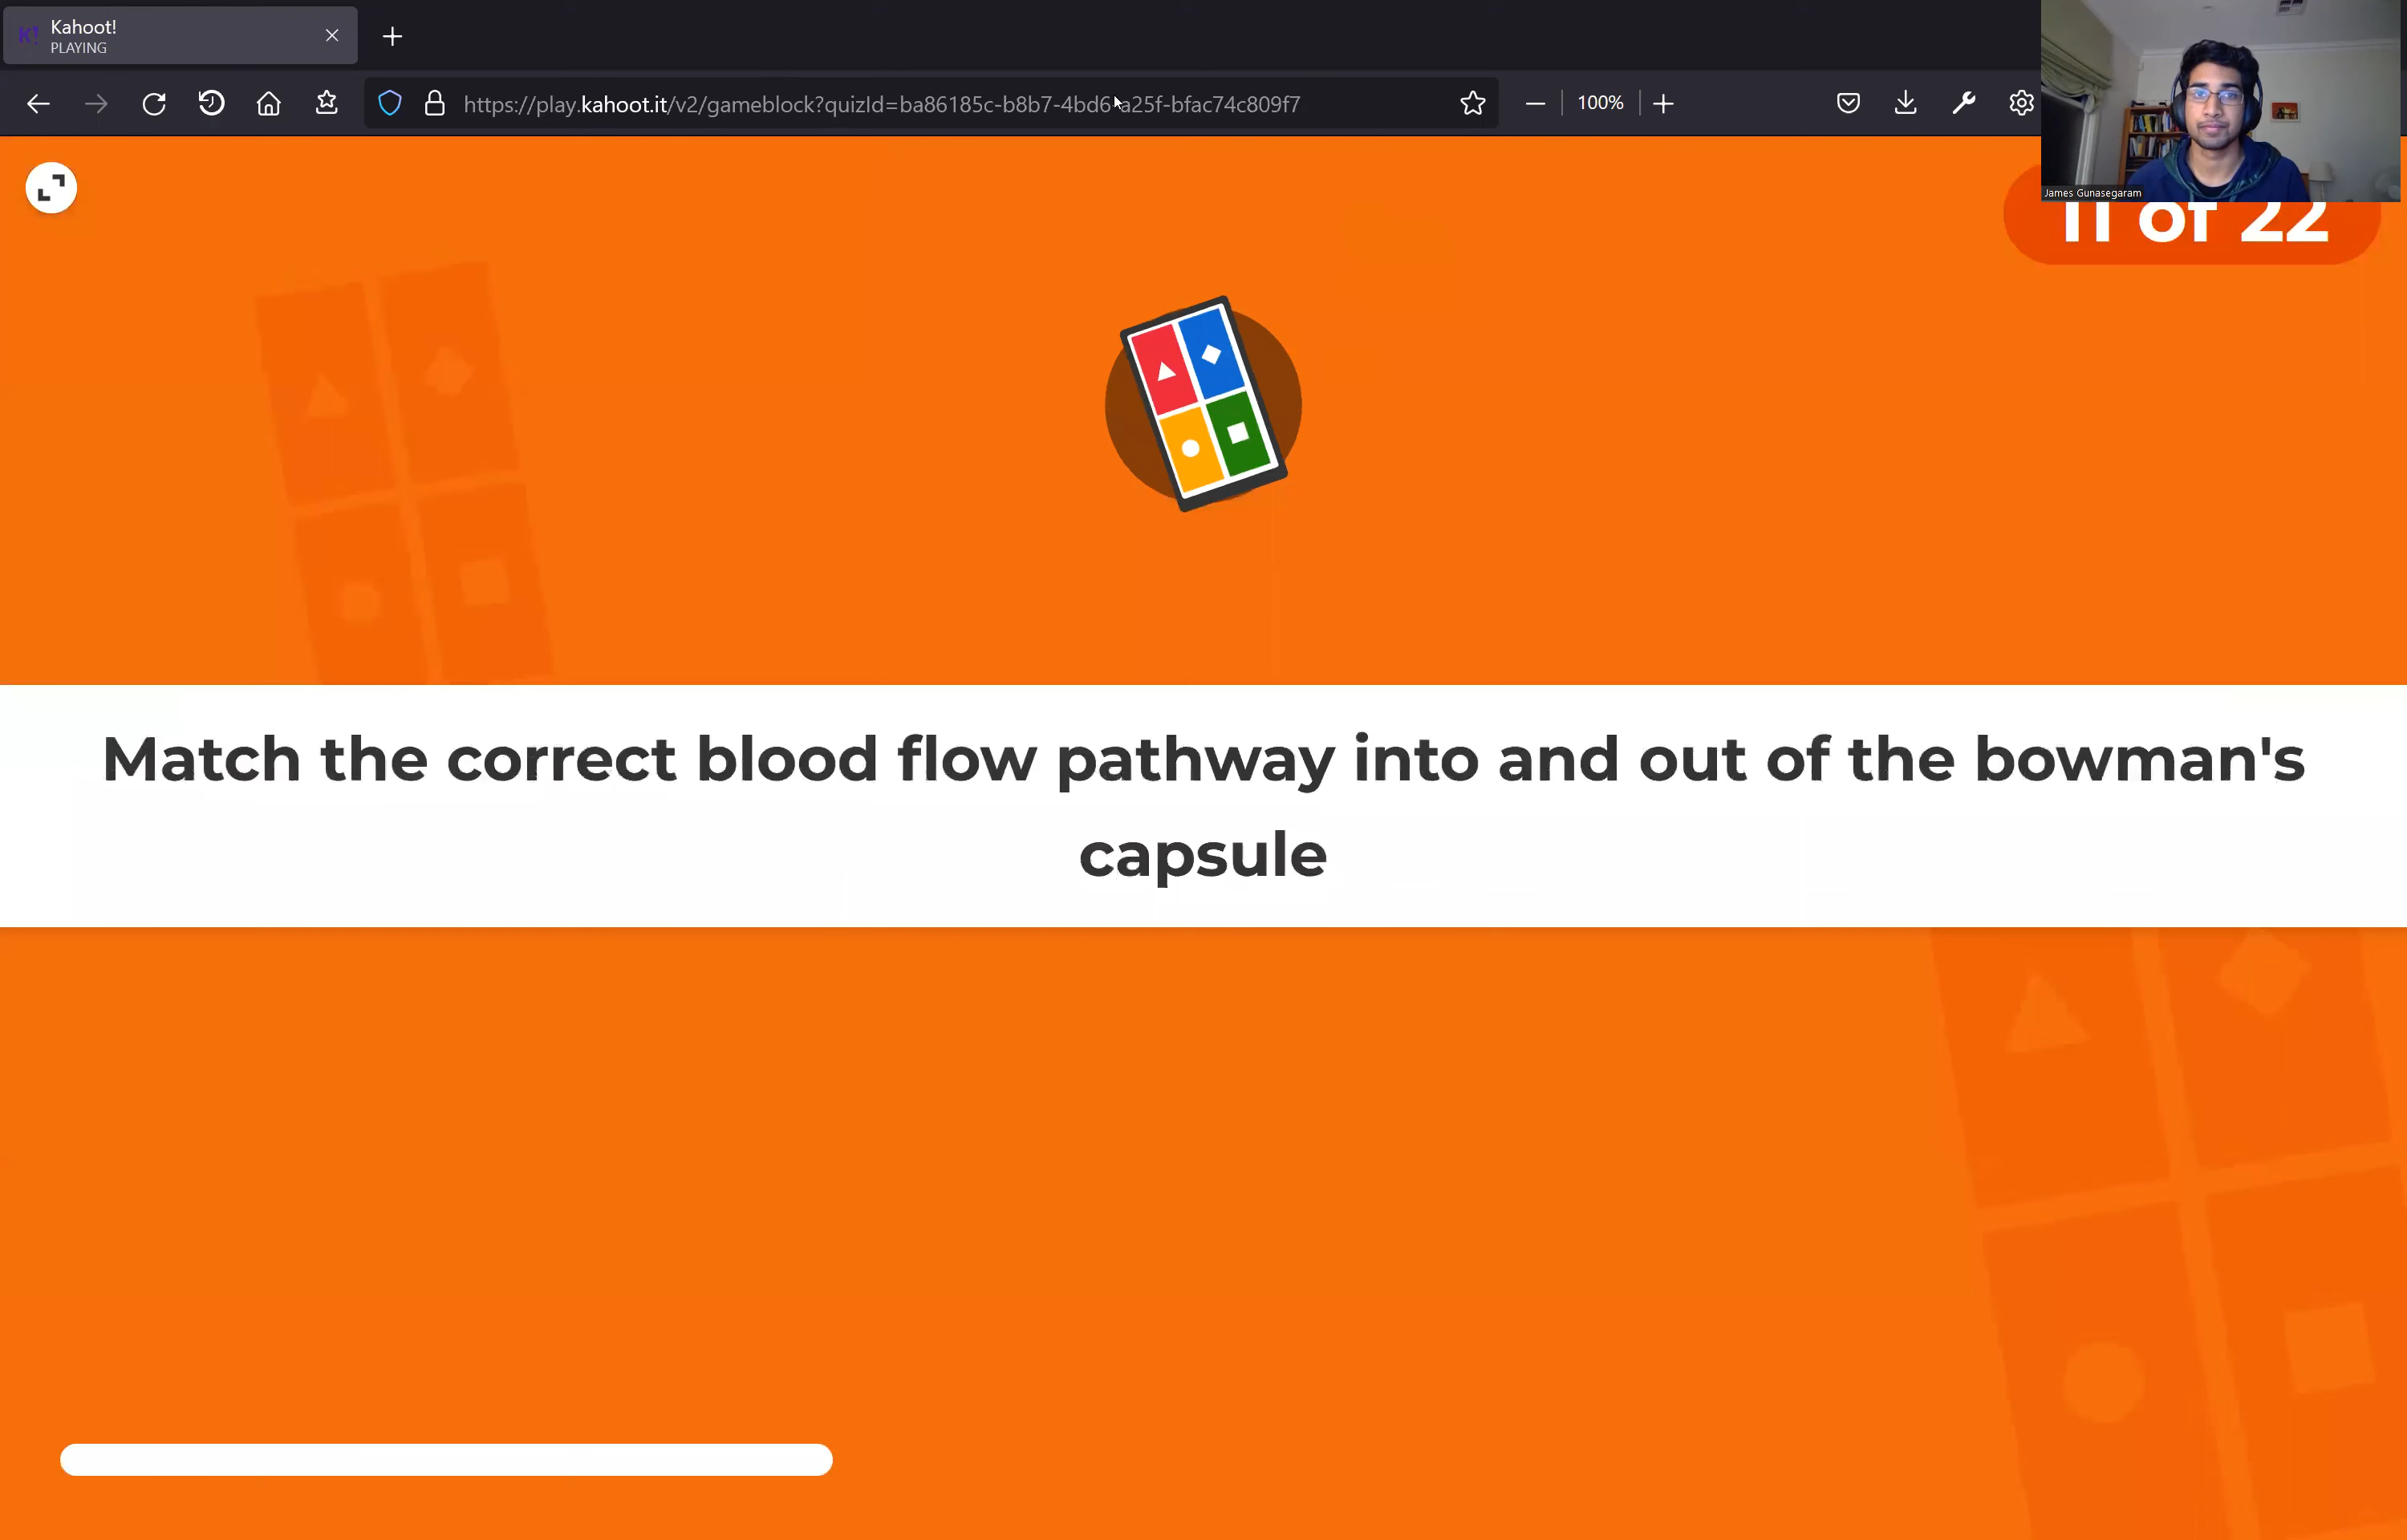 Kahoot!
PLAYING
https://play.kahoot.it/v2/gameblock?quizId=ba86185c-b8b7-4bd6-a25f-bfac74c809f7
100%
James Gunasegaram
11 of 22
Match the correct blood flow pathway into and out of the bowman's
capsule